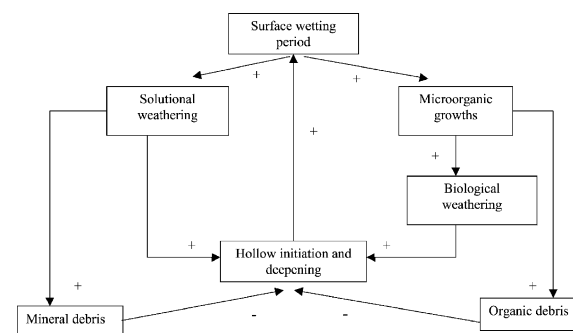 Surface wetting
period
+
+
Solutional
weathering
Microorganic
growths
+
+
Biological
weathering
+
+
Hollow initiation and
deepening
+
+
Mineral debris
-
-
Organic debris